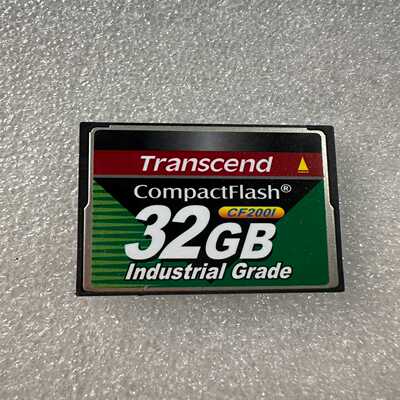 Transcend
CompactFlash®
32GB
CF200I
Industrial Grade